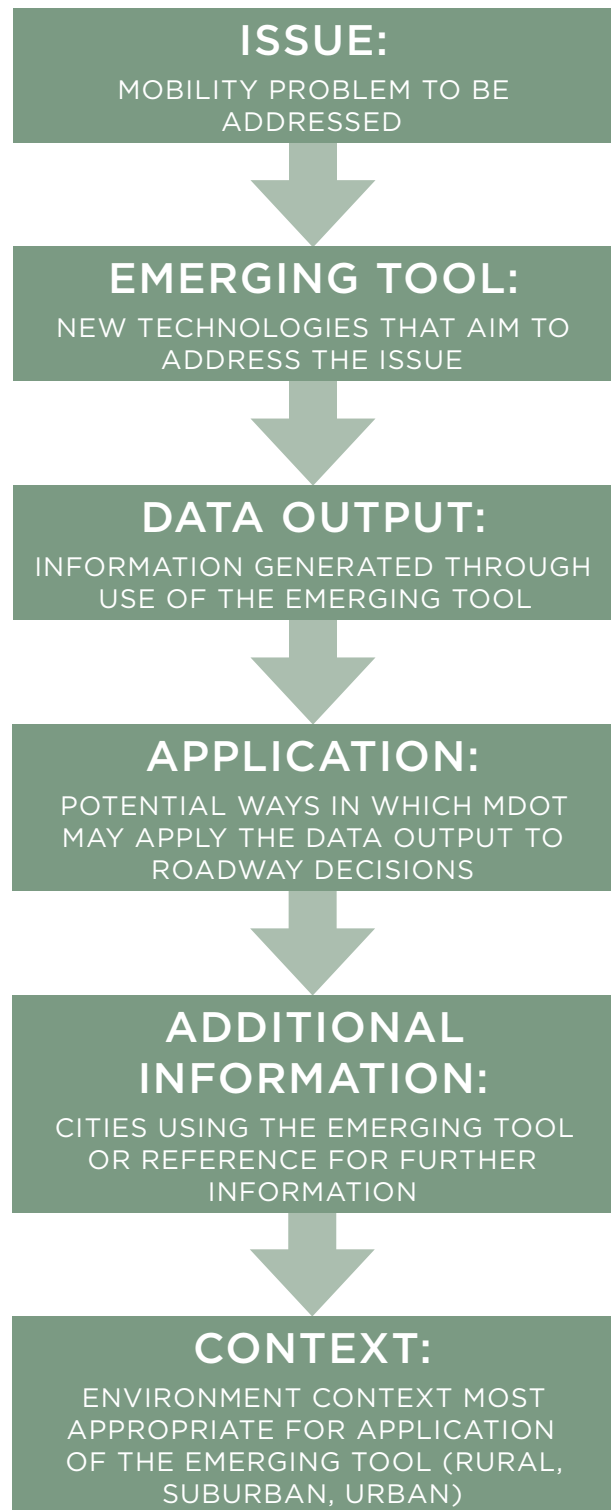 ISSUE:
MOBILITY PROBLEM TO BE
ADDRESSED
EMERGING TOOL:
NEW TECHNOLOGIES THAT AIM TO
ADDRESS THE ISSUE
DATA OUTPUT:
INFORMATION GENERATED THROUGH
USE OF THE EMERGING TOOL
APPLICATION:
POTENTIAL WAYS IN WHICH MDOT
MAY APPLY THE DATA OUTPUT TO
ROADWAY DECISIONS
ADDITIONAL
INFORMATION:
CITIES USING THE EMERGING TOOL
OR REFERENCE FOR FURTHER
INFORMATION
CONTEXT:
ENVIRONMENT CONTEXT MOST
APPROPRIATE FOR APPLICATION
OF THE EMERGING TOOL (RURAL,
SUBURBAN, URBAN)